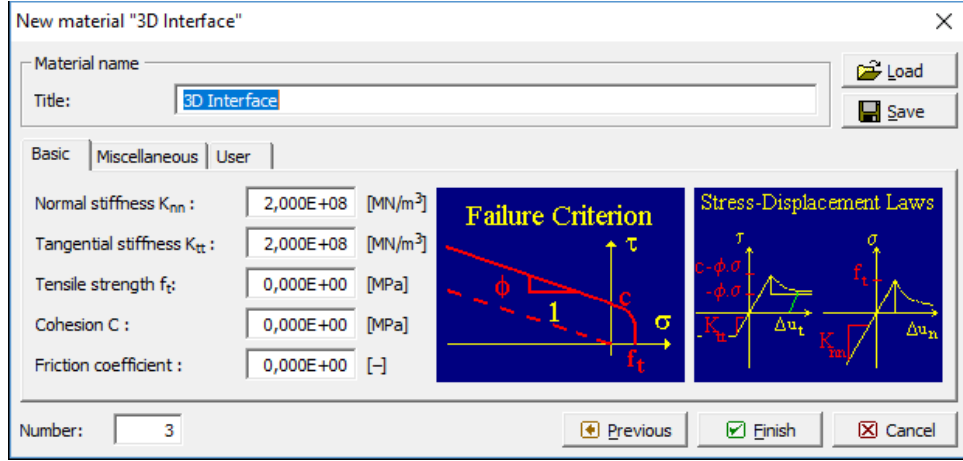 New material "3D Interface"
Material name
Load
Title: 3D Interface
Save
Basic Miscellaneous User
Normal stiffness Knn : 2,000E+08 [MN/m³]
Tangential stiffness Ktt : 2,000E+08 [MN/m³]
Tensile strength ft: 0,000E+00 [MPa]
Cohesion C : 0,000E+00 [MPa]
Friction coefficient : 0,000E+00 [–]
Failure Criterion
τ
ϕ
c
1
σ
ft
Stress-Displacement Laws
τ
σ
c-ϕ.σ
ft
-ϕ.σ
Ktt
Δut
Knn
Δun
Number: 3
Previous Finish Cancel